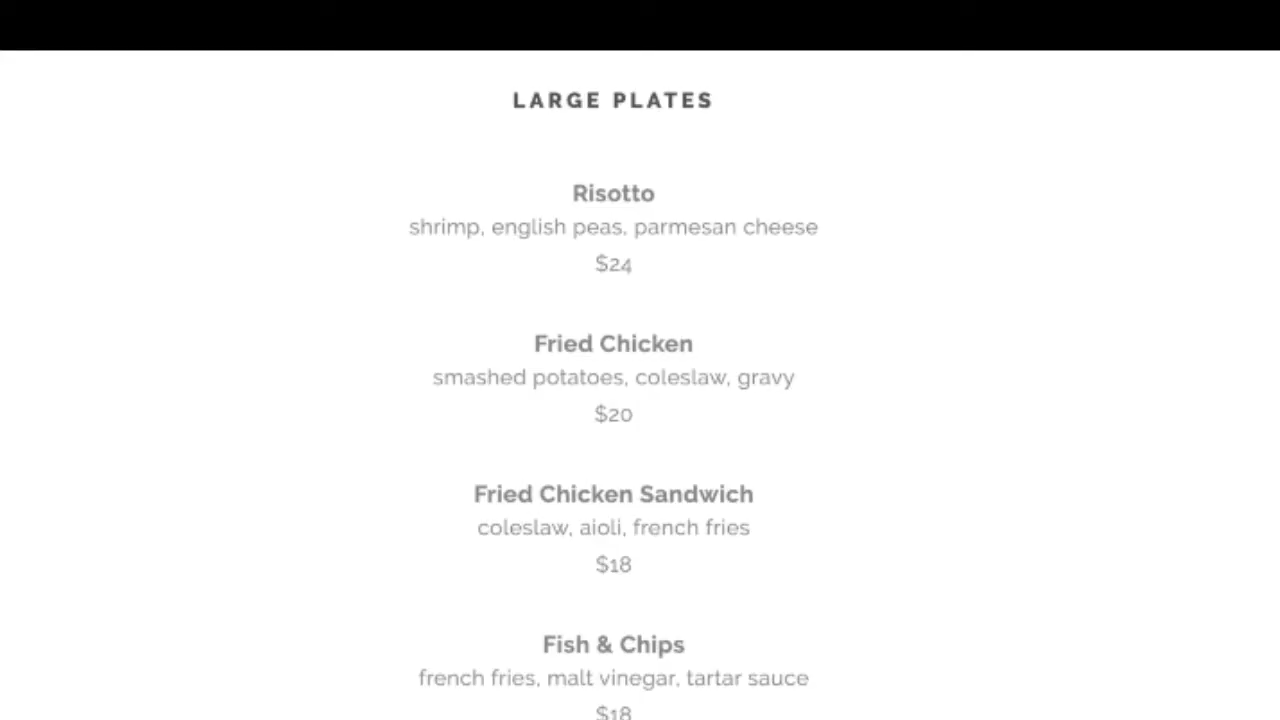 LARGE PLATES
Risotto
shrimp, english peas, parmesan cheese
$24
Fried Chicken
smashed potatoes, coleslaw, gravy
$20
Fried Chicken Sandwich
coleslaw, aioli, french fries
$18
Fish & Chips
french fries, malt vinegar, tartar sauce
$18